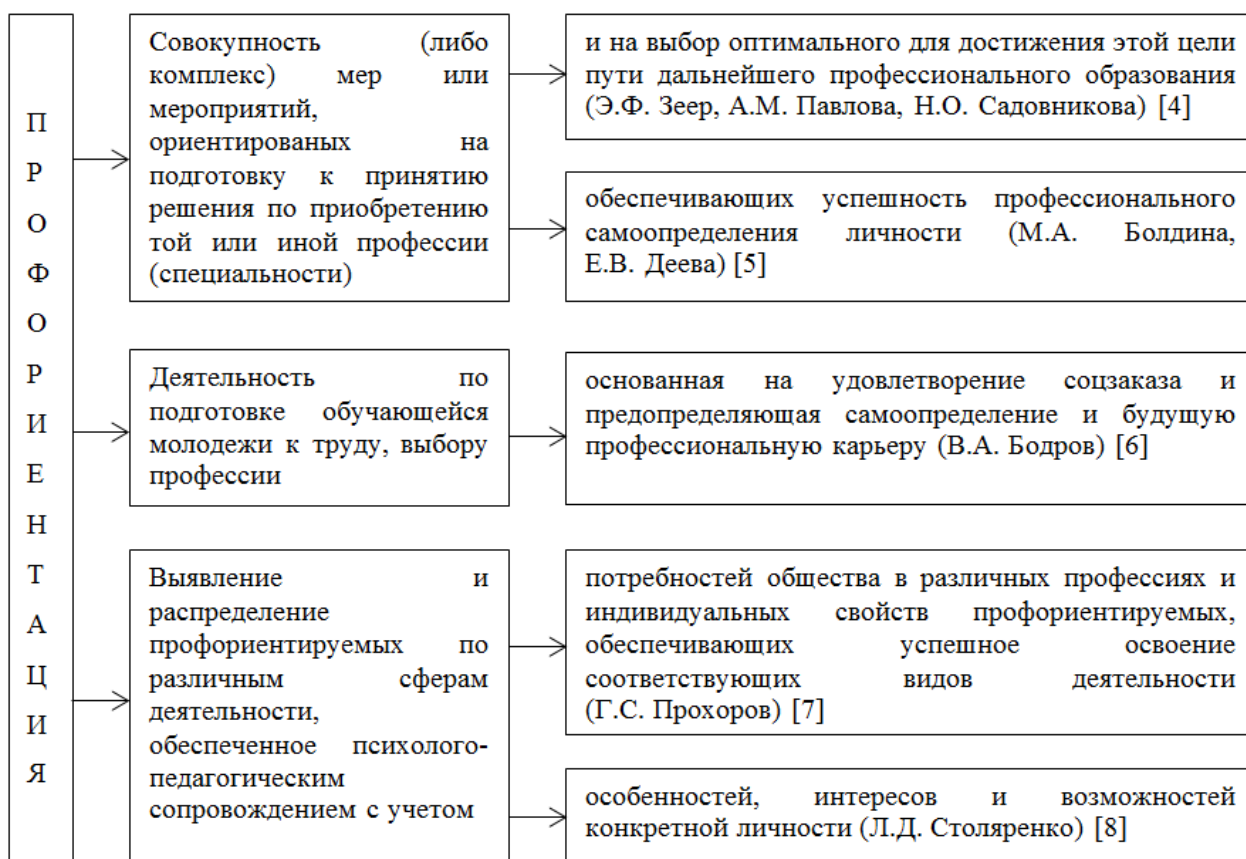 ПРОФОРИЕНТАЦИЯ
Совокупность (либо
комплекс) мер или
мероприятий,
ориентированых на
подготовку к принятию
решения по приобретению
той или иной профессии
(специальности)
и на выбор оптимального для достижения этой цели
пути дальнейшего профессионального образования
(Э.Ф. Зеер, А.М. Павлова, Н.О. Садовникова) [4]
обеспечивающих успешность профессионального
самоопределения личности (М.А. Болдина,
Е.В. Деева) [5]
Деятельность по
подготовке обучающейся
молодежи к труду, выбору
профессии
основанная на удовлетворение соцзаказа и
предопределяющая самоопределение и будущую
профессиональную карьеру (В.А. Бодров) [6]
Выявление и
распределение
профориентируемых по
различным сферам
деятельности,
обеспеченное психолого-
педагогическим
сопровождением с учетом
потребностей общества в различных профессиях и
индивидуальных свойств профориентируемых,
обеспечивающих успешное освоение
соответствующих видов деятельности
(Г.С. Прохоров) [7]
особенностей, интересов и возможностей
конкретной личности (Л.Д. Столяренко) [8]